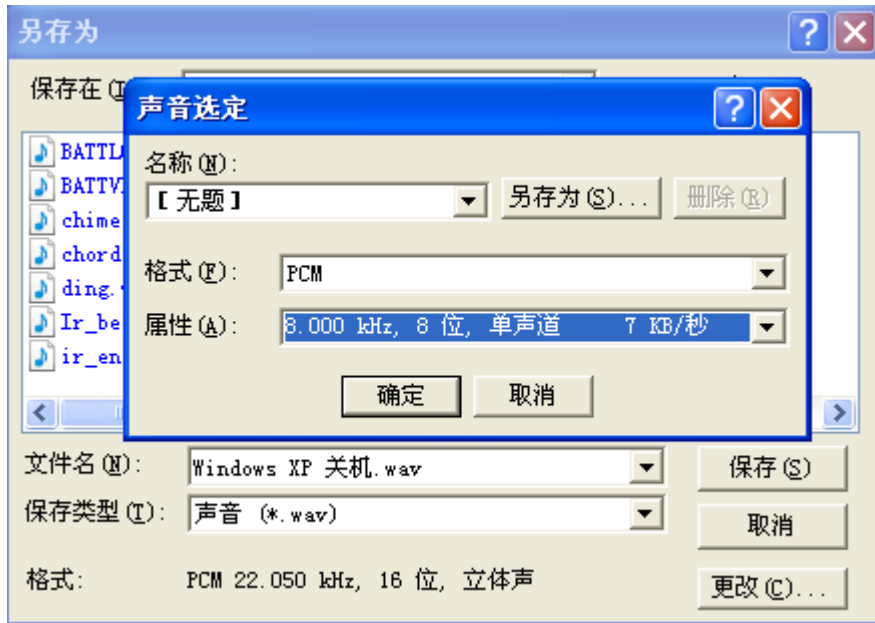 另存为
保存在(I
声音选定
BATTL
BATTV
chime
chord
ding.
Ir_be
ir_en
名称(N):
[无题]
另存为(S)...
删除(R)
格式(F):
PCM
属性(A):
8.000 kHz, 8 位, 单声道 7 KB/秒
确定
取消
文件名(N):
Windows XP 关机.wav
保存(S)
保存类型(T):
声音 (*.wav)
取消
格式:
PCM 22.050 kHz, 16 位, 立体声
更改(C)...